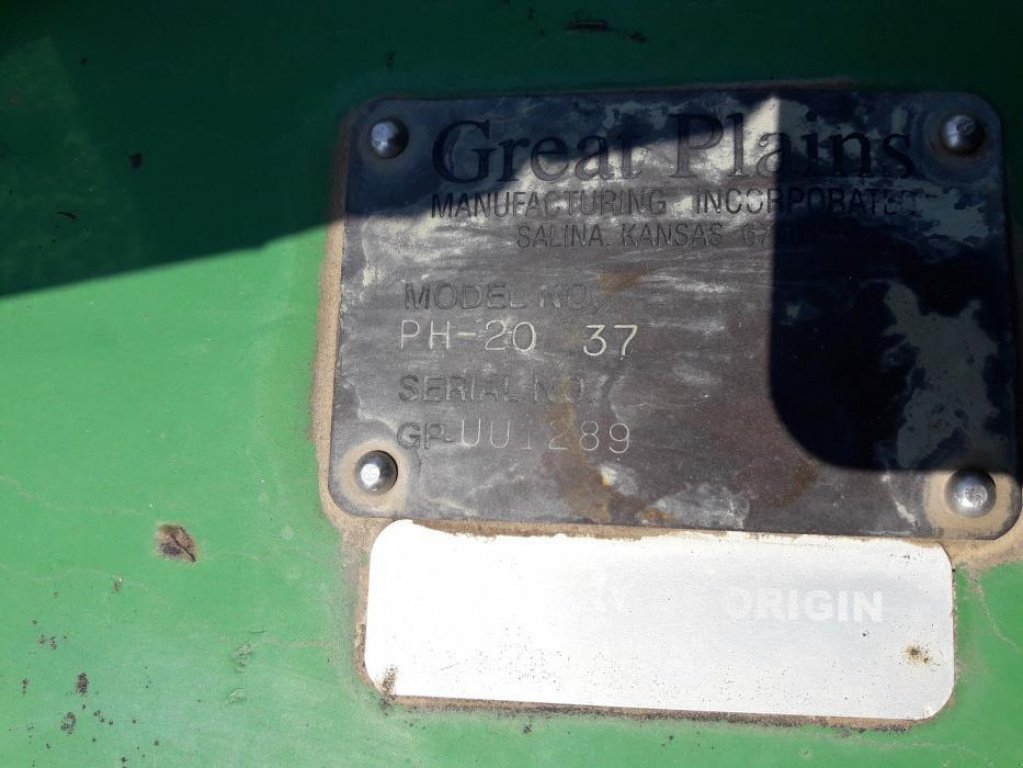 Great Plains
MANUFACTURING INCORPORATED
SALINA, KANSAS
MODEL NO.
PH-20 37
SERIAL NO.
GP-UU1289
ORIGIN